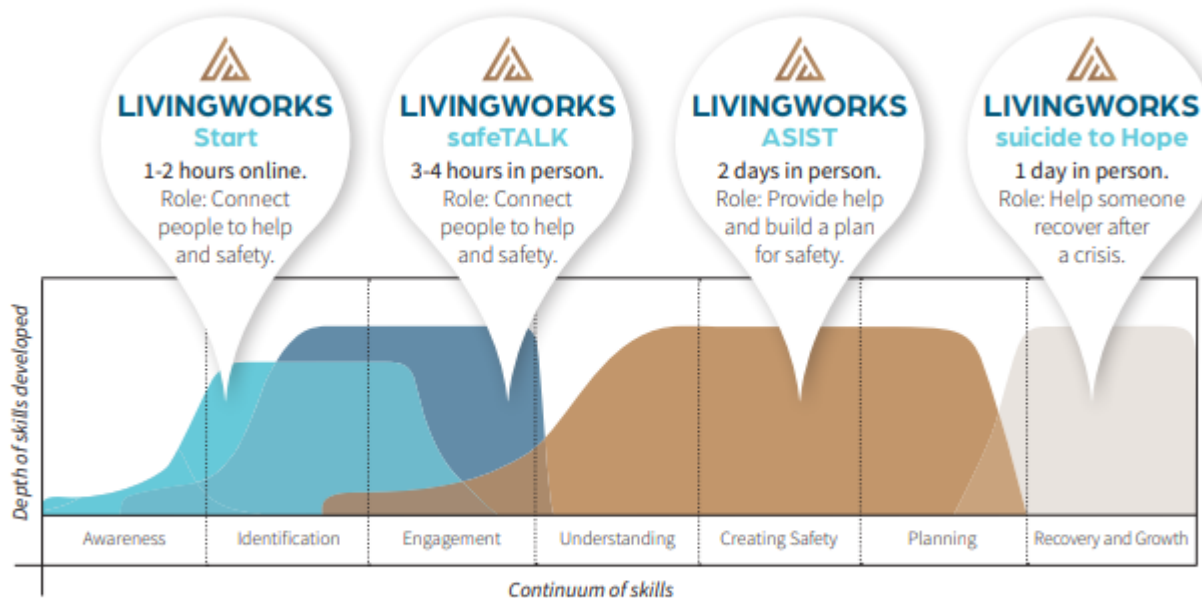 LIVINGWORKS
Start
1-2 hours online.
Role: Connect
people to help
and safety.
LIVINGWORKS
safeTALK
3-4 hours in person.
Role: Connect
people to help
and safety.
LIVINGWORKS
ASIST
2 days in person.
Role: Provide help
and build a plan
for safety.
LIVINGWORKS
suicide to Hope
1 day in person.
Role: Help someone
recover after
a crisis.
Depth of skills developed
Awareness
Identification
Engagement
Understanding
Creating Safety
Planning
Recovery and Growth
Continuum of skills